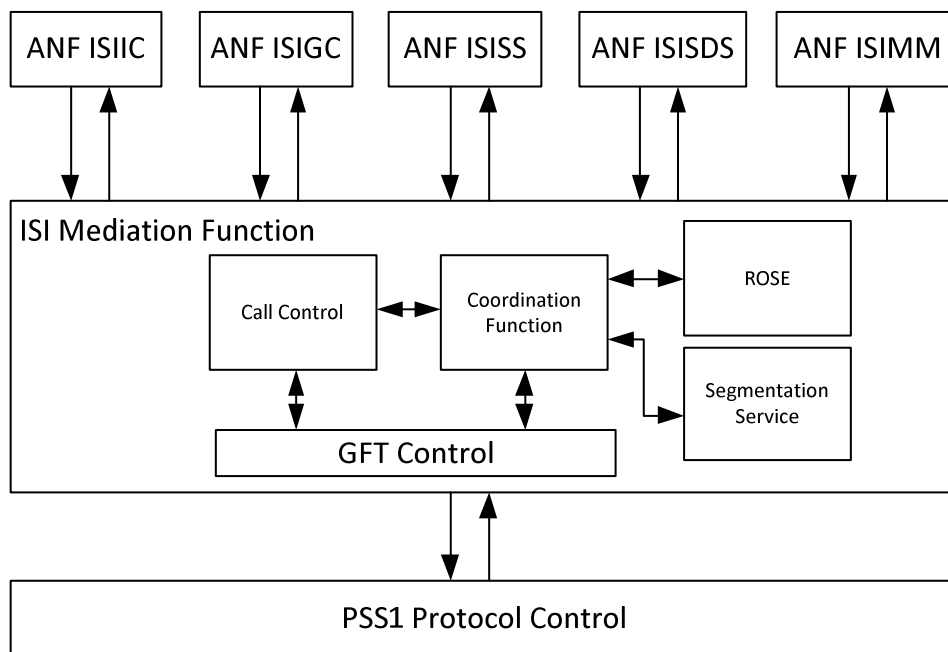 ANF ISIIC
ANF ISIGC
ANF ISISS
ANF ISISDS
ANF ISIMM
ISI Mediation Function
Call Control
Coordination
Function
ROSE
Segmentation
Service
GFT Control
PSS1 Protocol Control